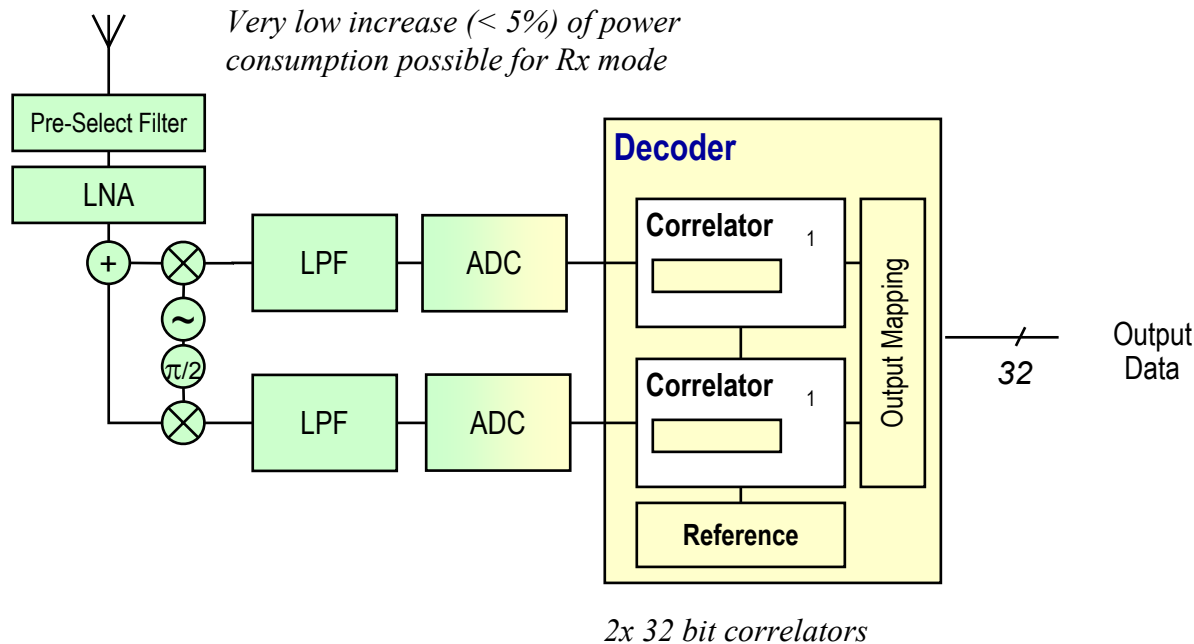 Very low increase (< 5%) of power
consumption possible for Rx mode
Pre-Select Filter
LNA
+
~
π/2
LPF
ADC
LPF
ADC
Decoder
Correlator 1
Correlator 1
Reference
Output Mapping
32
Output
Data
2x 32 bit correlators